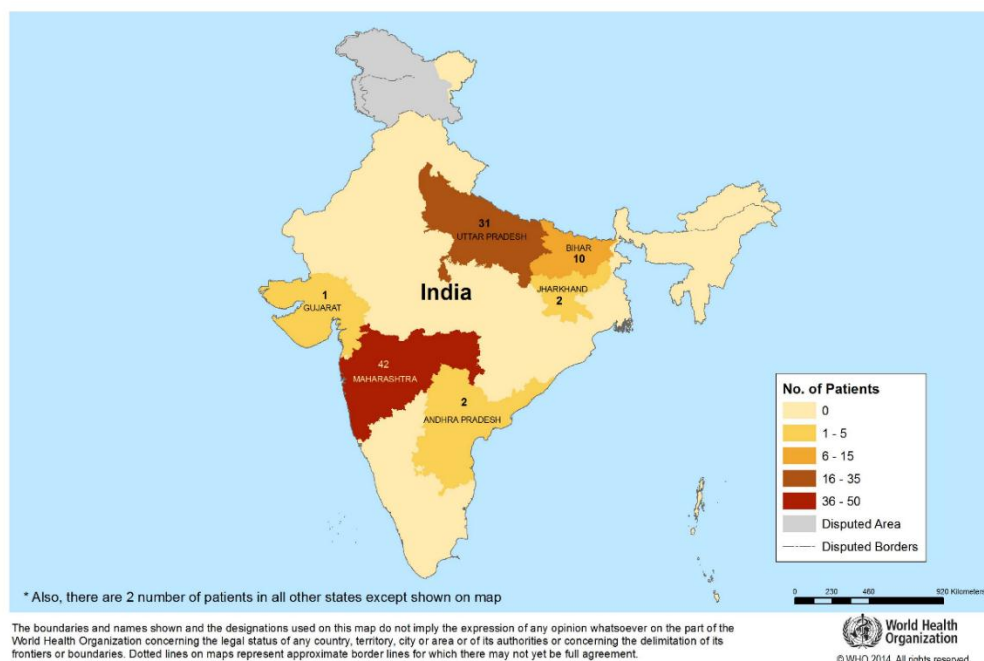 31
UTTAR PRADESH
BIHAR
10
India
JHARKHAND
2
1
GUJARAT
42
MAHARASHTRA
2
ANDHRA PRADESH
No. of Patients
0
1 - 5
6 - 15
16 - 35
36 - 50
Disputed Area
Disputed Borders
* Also, there are 2 number of patients in all other states except shown on map
0 230 460 920 Kilometers
The boundaries and names shown and the designations used on this map do not imply the expression of any opinion whatsoever on the part of the
World Health Organization concerning the legal status of any country, territory, city or area or of its authorities or concerning the delimitation of its
frontiers or boundaries. Dotted lines on maps represent approximate border lines for which there may not yet be full agreement.
World Health
Organization
© WHO 2014. All rights reserved